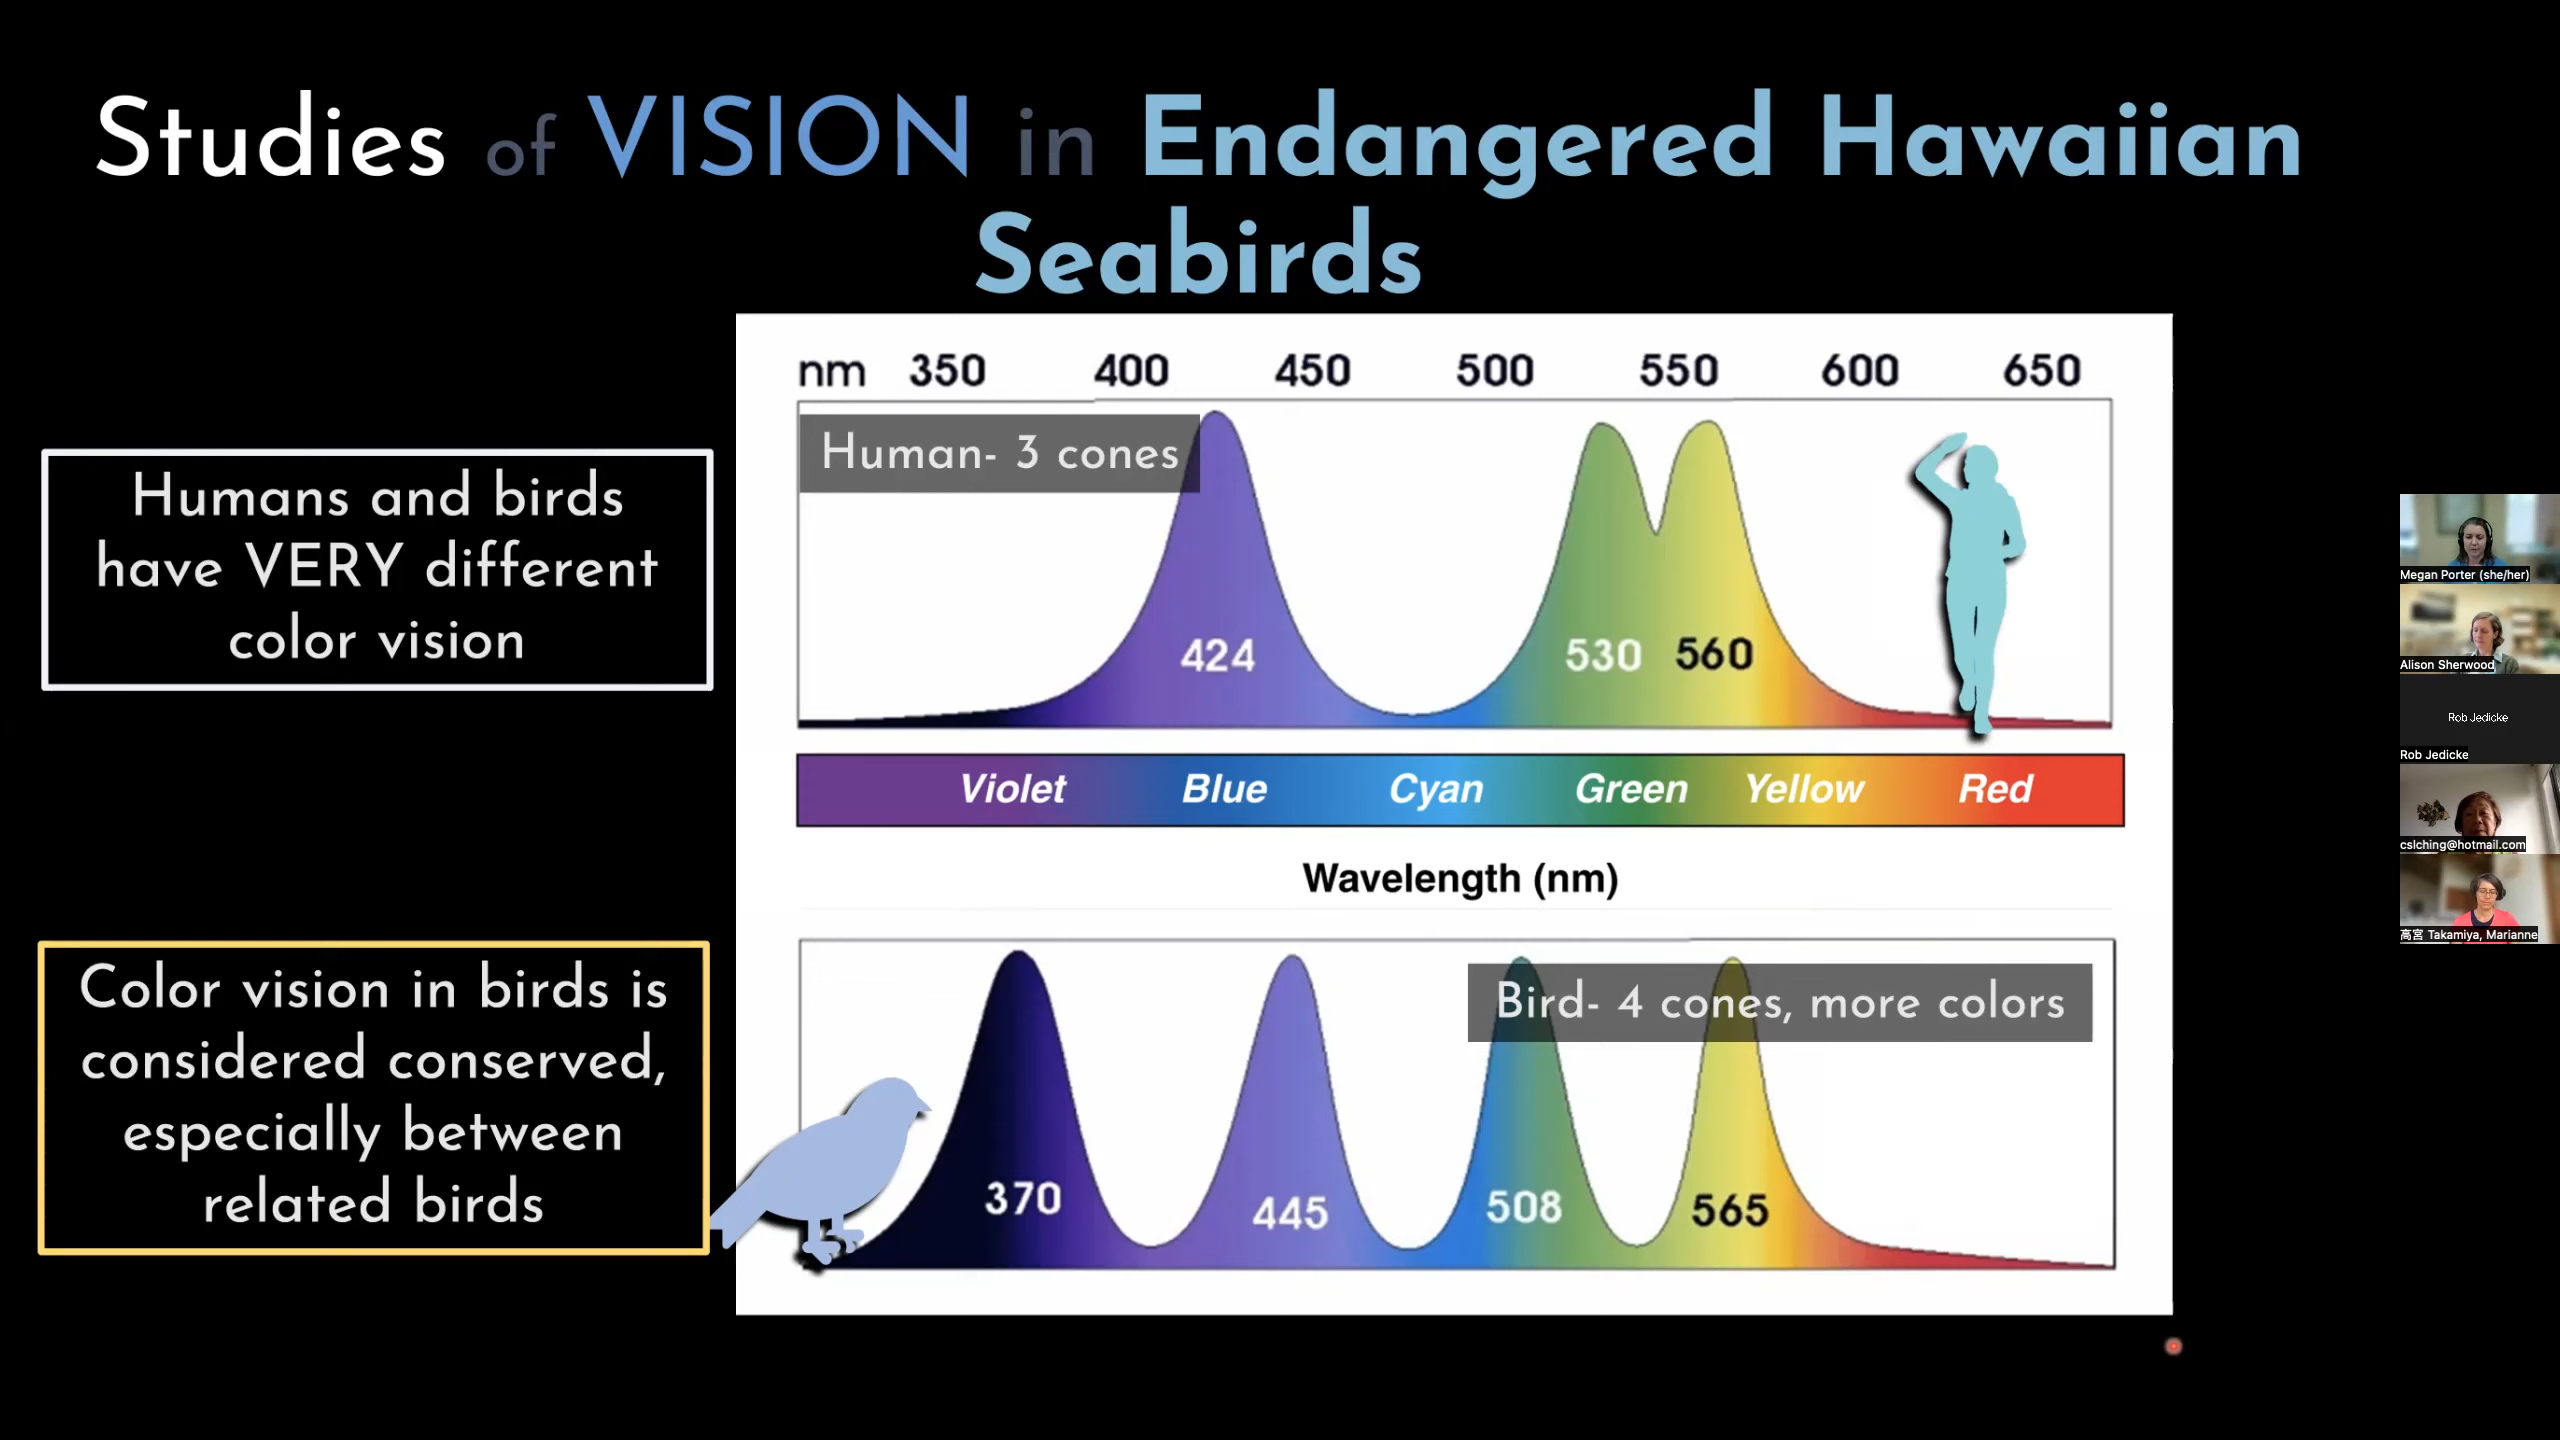 Studies of VISION in Endangered Hawaiian
Seabirds
Humans and birds
have VERY different
color vision
Color vision in birds is
considered conserved,
especially between
related birds
nm 350 400 450 500 550 600 650
Human- 3 cones
424 530 560
Violet Blue Cyan Green Yellow Red
Wavelength (nm)
Bird- 4 cones, more colors
370 445 508 565
Megan Porter (she/her)
Alison Sherwood
Rob Jedicke
Rob Jedicke
cslching@hotmail.com
高宮 Takamiya, Marianne